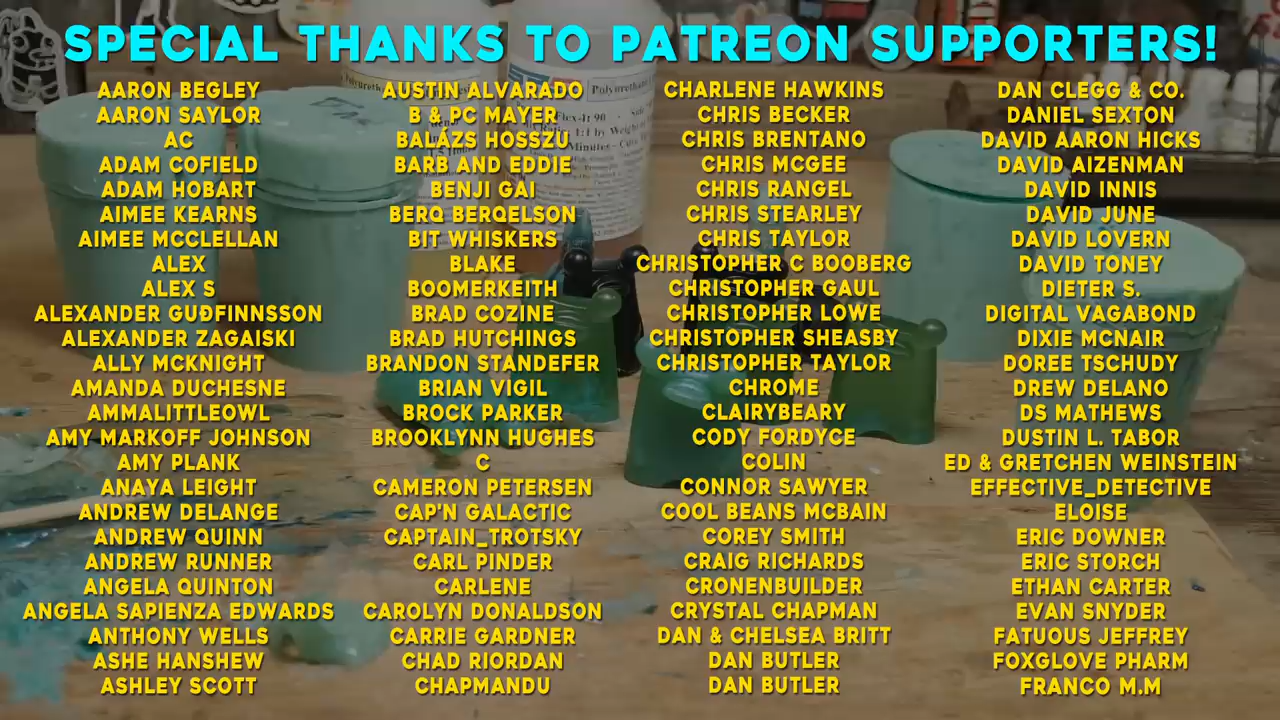 SPECIAL THANKS TO PATREON SUPPORTERS!
AARON BEGLEY
AARON SAYLOR
AC
ADAM COFIELD
ADAM HOBART
AIMEE KEARNS
AIMEE MCCLELLAN
ALEX
ALEX S
ALEXANDER GUÐFINNSSON
ALEXANDER ZAGAISKI
ALLY MCKNIGHT
AMANDA DUCHESNE
AMMALITTLEOWL
AMY MARKOFF JOHNSON
AMY PLANK
ANAYA LEIGHT
ANDREW DELANGE
ANDREW QUINN
ANDREW RUNNER
ANGELA QUINTON
ANGELA SAPIENZA EDWARDS
ANTHONY WELLS
ASHE HANSHEW
ASHLEY SCOTT
AUSTIN ALVARADO
B & PC MAYER
BALÁZS HOSSZÚ
BARB AND EDDIE
BENJI GAI
BERQ BERQELSON
BIT WHISKERS
BLAKE
BOOMERKEITH
BRAD COZINE
BRAD HUTCHINGS
BRANDON STANDEFER
BRIAN VIGIL
BROCK PARKER
BROOKLYNN HUGHES
C
CAMERON PETERSEN
CAP'N GALACTIC
CAPTAIN_TROTSKY
CARL PINDER
CARLENE
CAROLYN DONALDSON
CARRIE GARDNER
CHAD RIORDAN
CHAPMANDU
CHARLENE HAWKINS
CHRIS BECKER
CHRIS BRENTANO
CHRIS MCGEE
CHRIS RANGEL
CHRIS STEARLEY
CHRIS TAYLOR
CHRISTOPHER C BOOBERG
CHRISTOPHER GAUL
CHRISTOPHER LOWE
CHRISTOPHER SHEASBY
CHRISTOPHER TAYLOR
CHROME
CLAIRYBEARY
CODY FORDYCE
COLIN
CONNOR SAWYER
COOL BEANS MCBAIN
COREY SMITH
CRAIG RICHARDS
CRONENBUILDER
CRYSTAL CHAPMAN
DAN & CHELSEA BRITT
DAN BUTLER
DAN BUTLER
DAN CLEGG & CO.
DANIEL SEXTON
DAVID AARON HICKS
DAVID AIZENMAN
DAVID INNIS
DAVID JUNE
DAVID LOVERN
DAVID TONEY
DIETER S.
DIGITAL VAGABOND
DIXIE MCNAIR
DOREE TSCHUDY
DREW DELANO
DS MATHEWS
DUSTIN L. TABOR
ED & GRETCHEN WEINSTEIN
EFFECTIVE_DETECTIVE
ELOISE
ERIC DOWNER
ERIC STORCH
ETHAN CARTER
EVAN SNYDER
FATUOUS JEFFREY
FOXGLOVE PHARM
FRANCO M.M